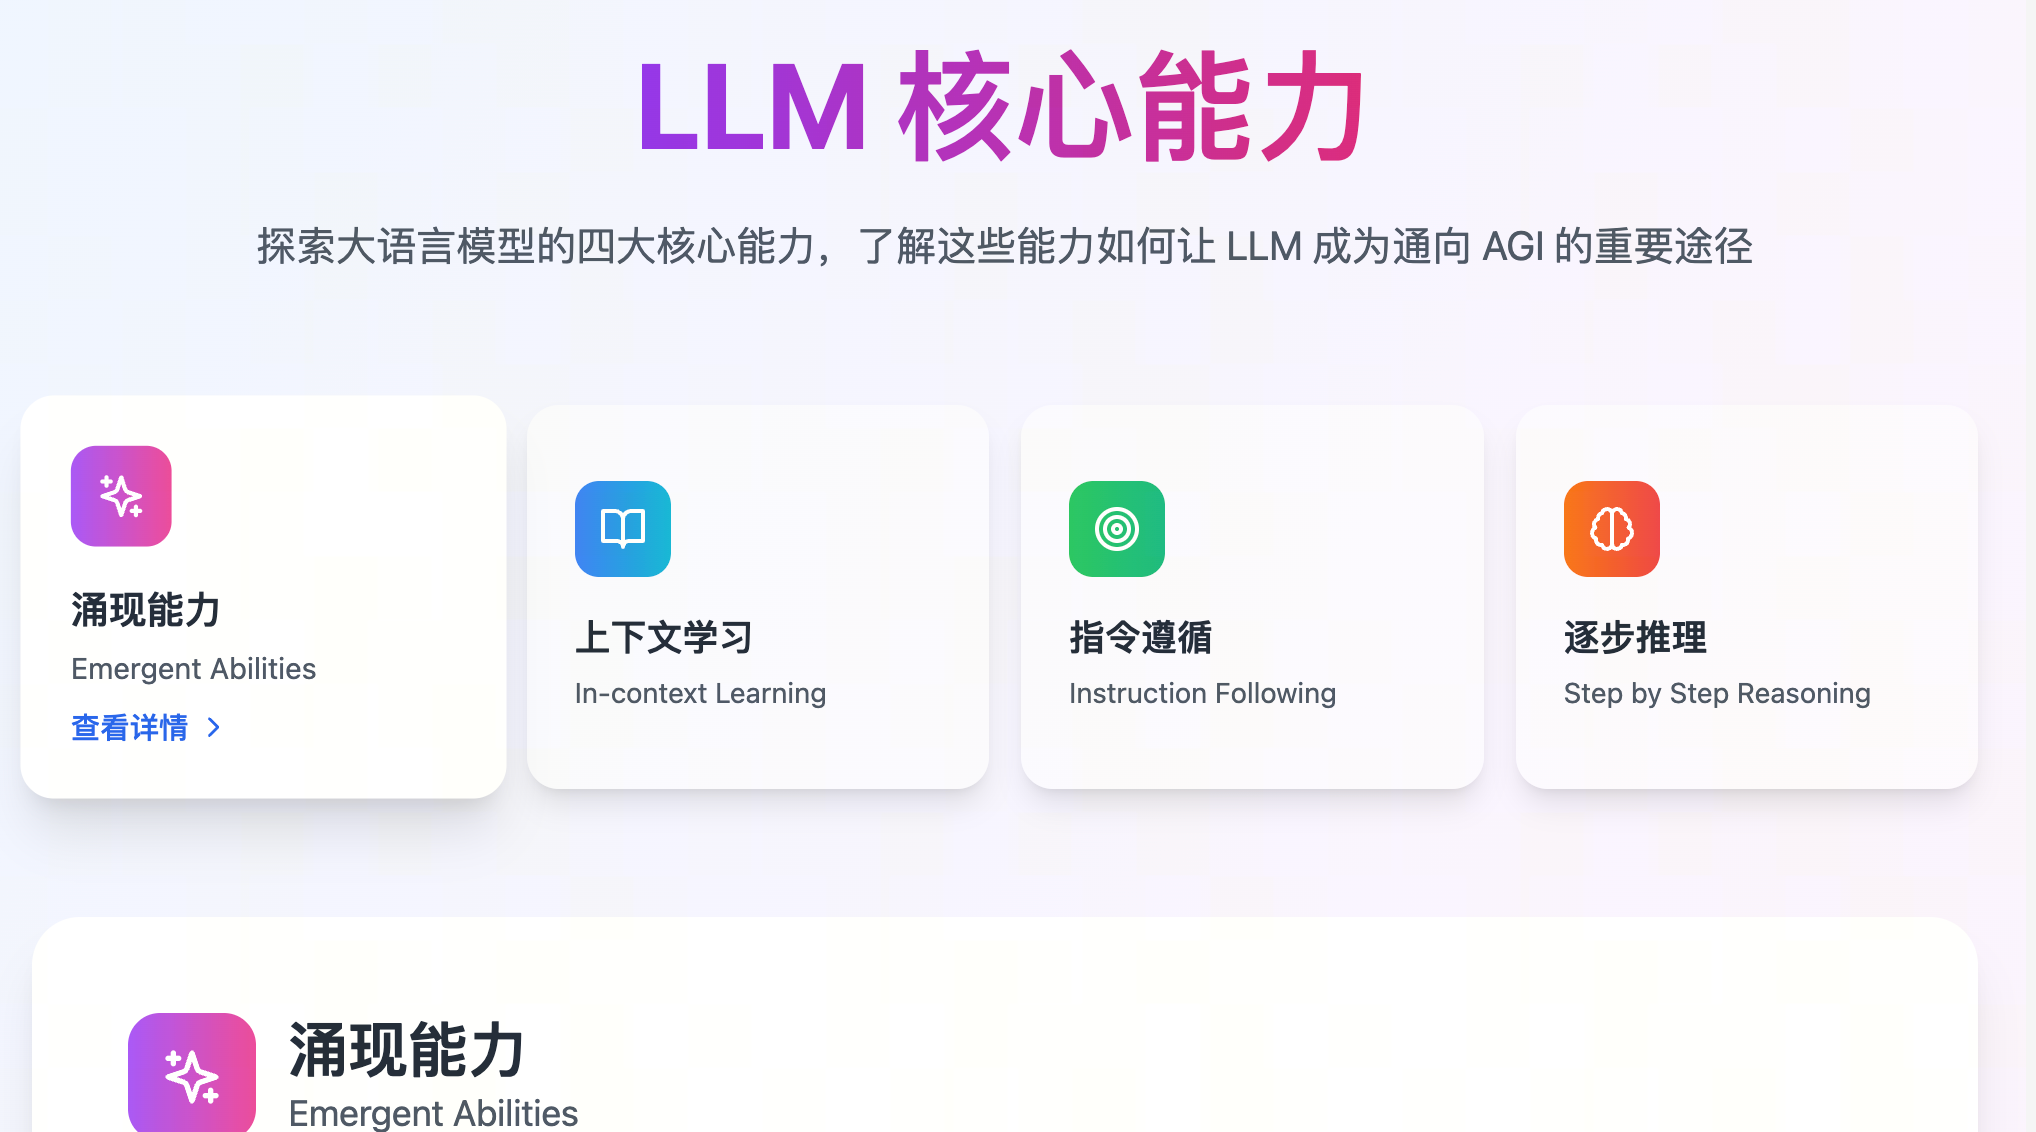 LLM 核心能力
探索大语言模型的四大核心能力，了解这些能力如何让 LLM 成为通向 AGI 的重要途径
涌现能力
Emergent Abilities
查看详情
上下文学习
In-context Learning
指令遵循
Instruction Following
逐步推理
Step by Step Reasoning
涌现能力
Emergent Abilities